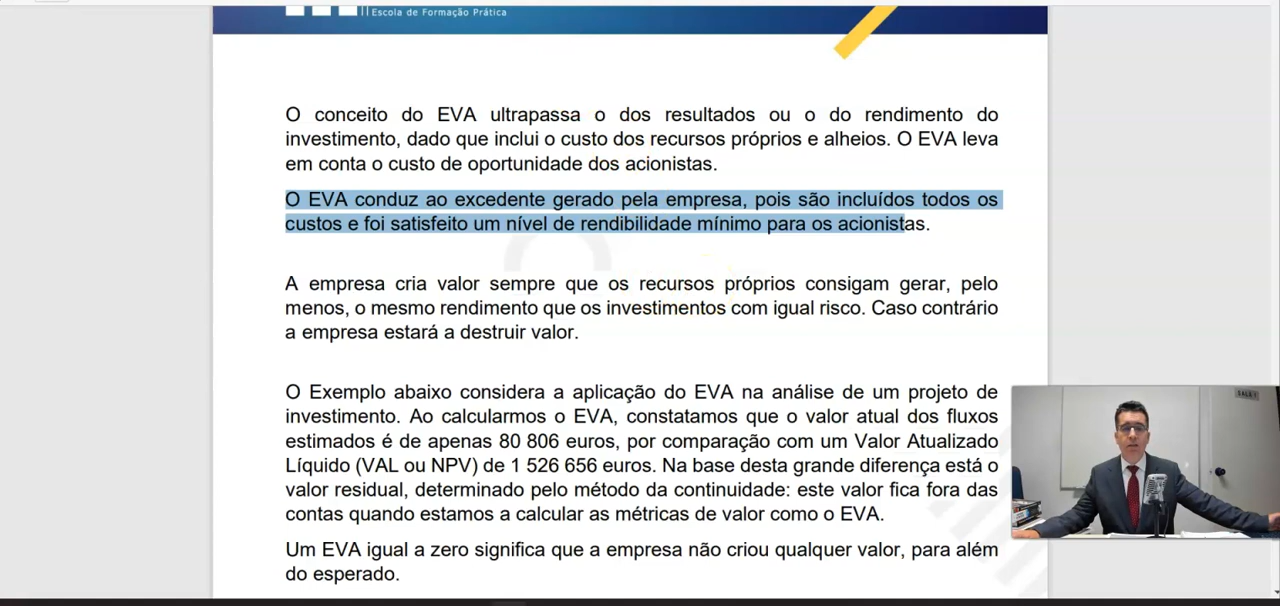 Escola de Formação Prática
O conceito do EVA ultrapassa o dos resultados ou o do rendimento do
investimento, dado que inclui o custo dos recursos próprios e alheios. O EVA leva
em conta o custo de oportunidade dos acionistas.
O EVA conduz ao excedente gerado pela empresa, pois são incluídos todos os
custos e foi satisfeito um nível de rendibilidade mínimo para os acionistas.
A empresa cria valor sempre que os recursos próprios consigam gerar, pelo
menos, o mesmo rendimento que os investimentos com igual risco. Caso contrário
a empresa estará a destruir valor.
O Exemplo abaixo considera a aplicação do EVA na análise de um projeto de
investimento. Ao calcularmos o EVA, constatamos que o valor atual dos fluxos
estimados é de apenas 80 806 euros, por comparação com um Valor Atualizado
Líquido (VAL ou NPV) de 1 526 656 euros. Na base desta grande diferença está o
valor residual, determinado pelo método da continuidade: este valor fica fora das
contas quando estamos a calcular as métricas de valor como o EVA.
Um EVA igual a zero significa que a empresa não criou qualquer valor, para além
do esperado.